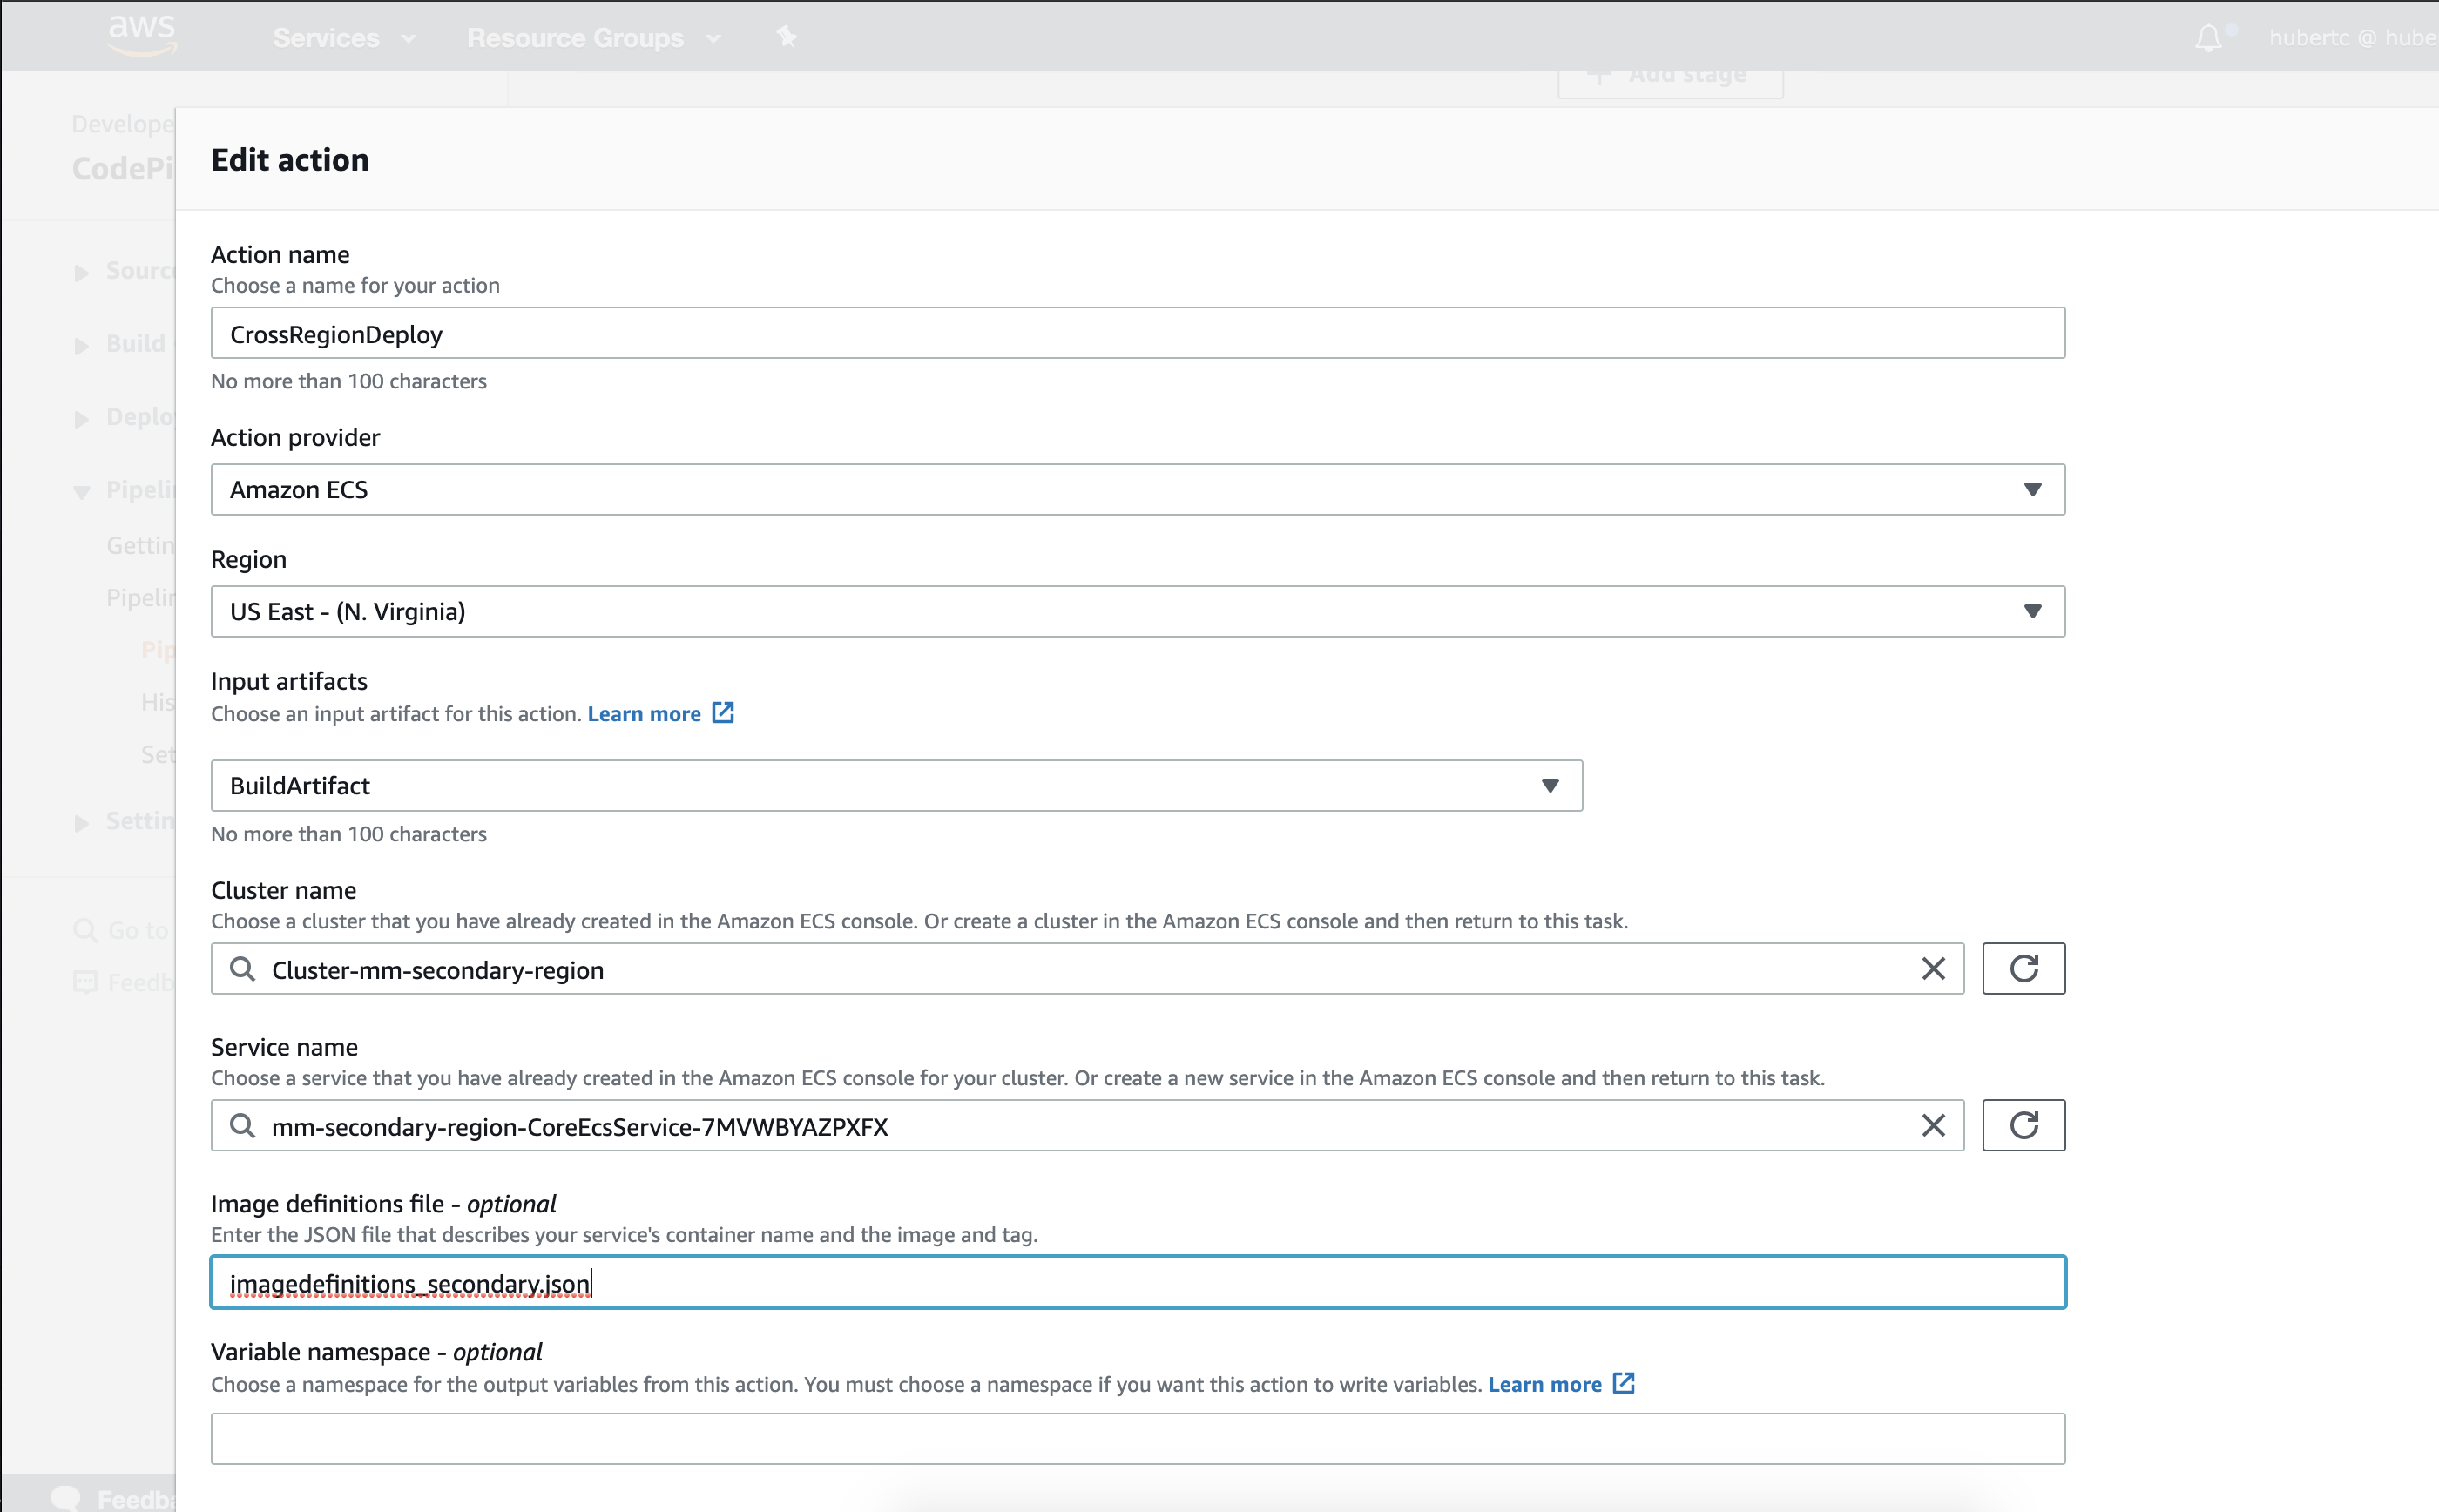 aws
Services
Resource Groups
hubertc @ hube
Add stage
Develope
CodePi
Edit action
Action name
Choose a name for your action
Sourc
CrossRegionDeploy
Build
No more than 100 characters
Deplo
Action provider
Amazon ECS
Pipeli
Gettin
Region
Pipelin
US East - (N. Virginia)
Pip
Input artifacts
His
Choose an input artifact for this action. Learn more
Set
BuildArtifact
Settin
No more than 100 characters
Cluster name
Choose a cluster that you have already created in the Amazon ECS console. Or create a cluster in the Amazon ECS console and then return to this task.
Go to
Cluster-mm-secondary-region
Feedb
Service name
Choose a service that you have already created in the Amazon ECS console for your cluster. Or create a new service in the Amazon ECS console and then return to this task.
mm-secondary-region-CoreEcsService-7MVWBYAZPXFX
Image definitions file - optional
Enter the JSON file that describes your service's container name and the image and tag.
imagedefinitions_secondary.json
Variable namespace - optional
Choose a namespace for the output variables from this action. You must choose a namespace if you want this action to write variables. Learn more
Feedba